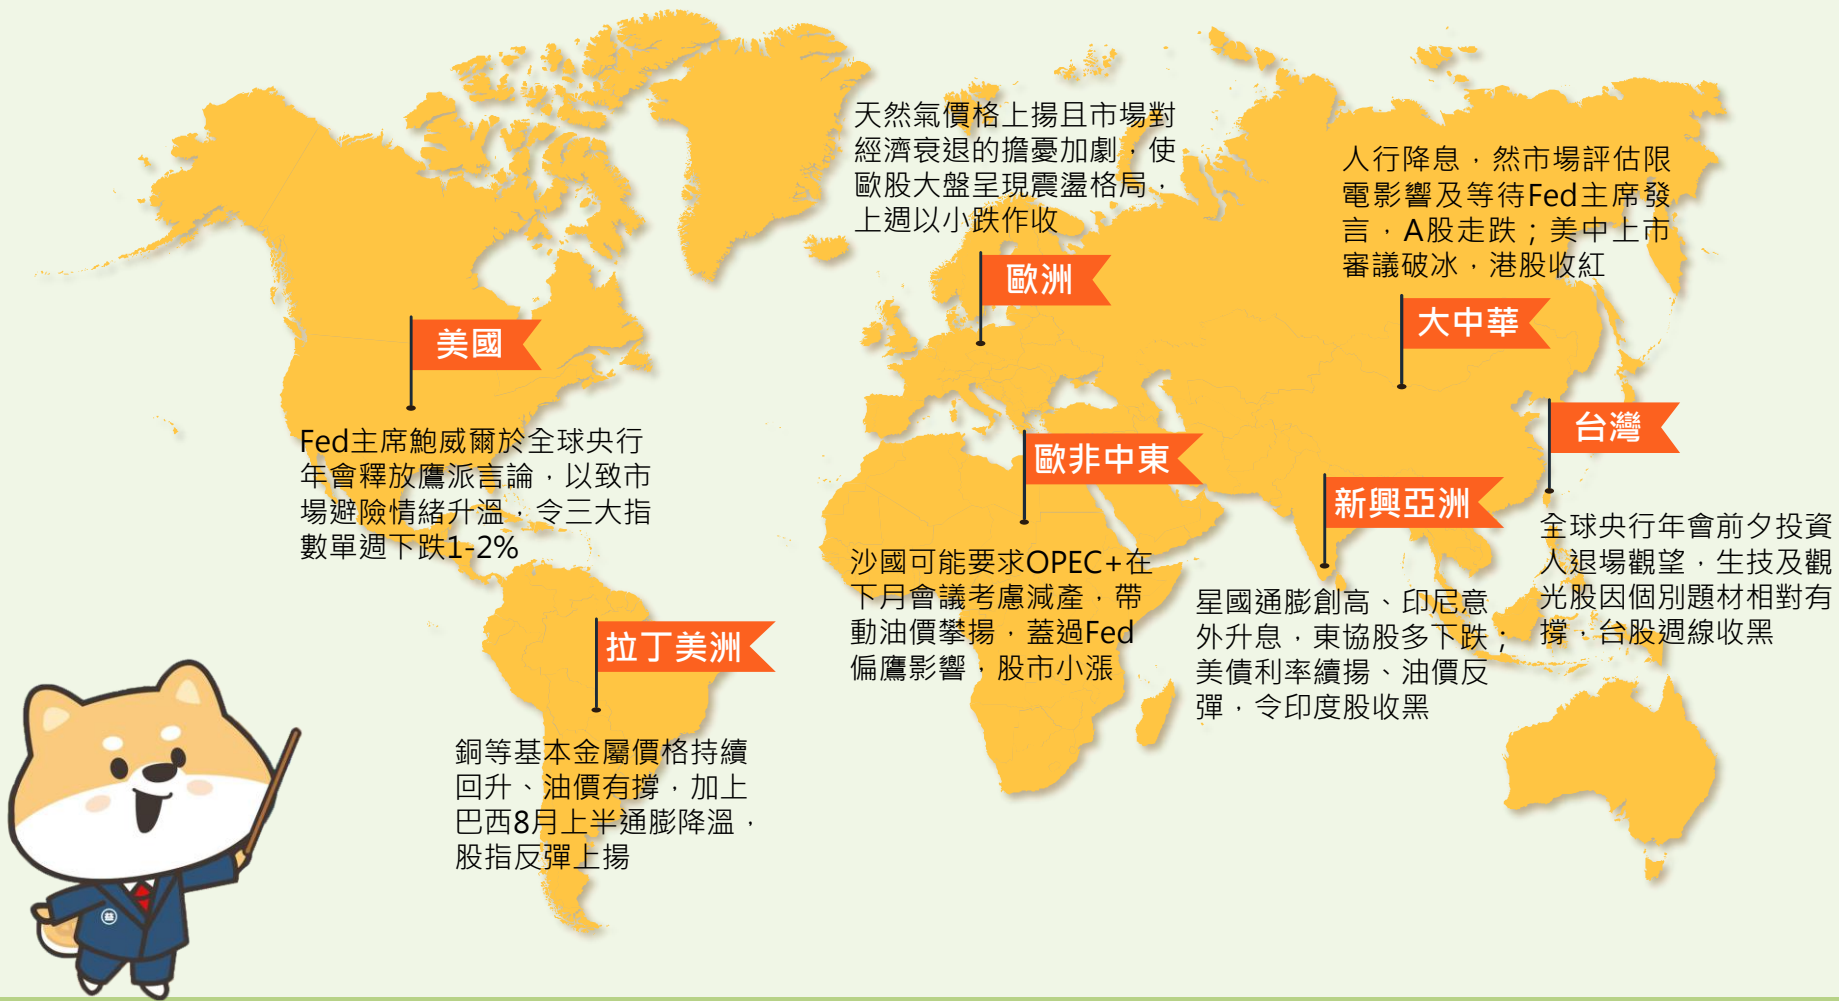 美國
Fed主席鮑威爾於全球央行
年會釋放鷹派言論，以致市
場避險情緒升溫，令三大指
數單週下跌1-2%
拉丁美洲
銅等基本金屬價格持續
回升、油價有撐，加上
巴西8月上半通膨降溫，
股指反彈上揚
天然氣價格上揚且市場對
經濟衰退的擔憂加劇，使
歐股大盤呈現震盪格局，
上週以小跌作收
歐洲
歐非中東
沙國可能要求OPEC+在
下月會議考慮減產，帶
動油價攀揚，蓋過Fed
偏鷹影響，股市小漲
人行降息，然市場評估限
電影響及等待Fed主席發
言，A股走跌；美中上市
審議破冰，港股收紅
大中華
新興亞洲
星國通膨創高、印尼意
外升息，東協股多下跌；
美債利率續揚、油價反
彈，令印度股收黑
台灣
全球央行年會前夕投資
人退場觀望，生技及觀
光股因個別題材相對有
撐，台股週線收黑